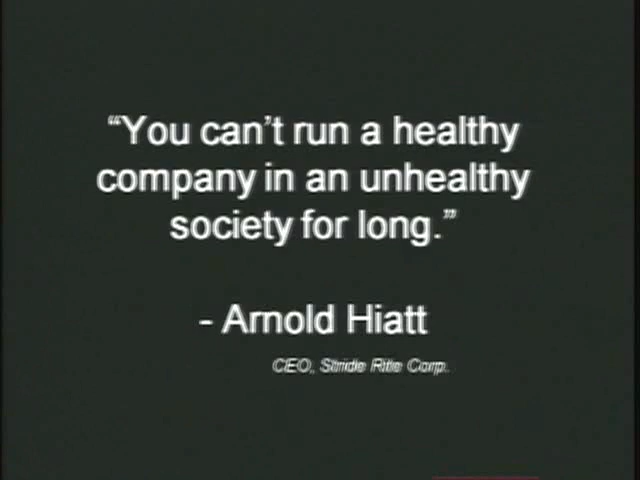 “You can’t run a healthy
company in an unhealthy
society for long.”
- Arnold Hiatt
CEO, Stride Rite Corp.